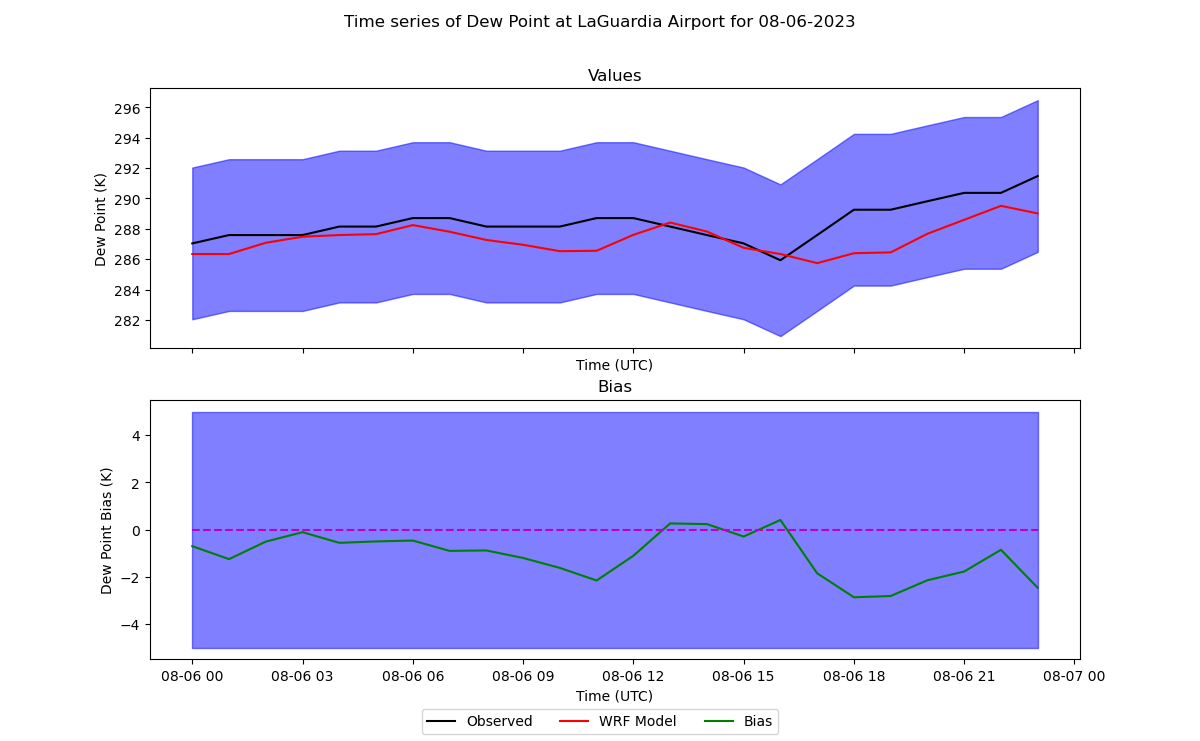 Time series of Dew Point at LaGuardia Airport for 08-06-2023
Values
Dew Point (K)
296
294
292
290
288
286
284
282
Time (UTC)
Bias
Dew Point Bias (K)
4
2
0
−2
−4
08-06 00 08-06 03 08-06 06 08-06 09 08-06 12 08-06 15 08-06 18 08-06 21 08-07 00
Time (UTC)
Observed WRF Model Bias